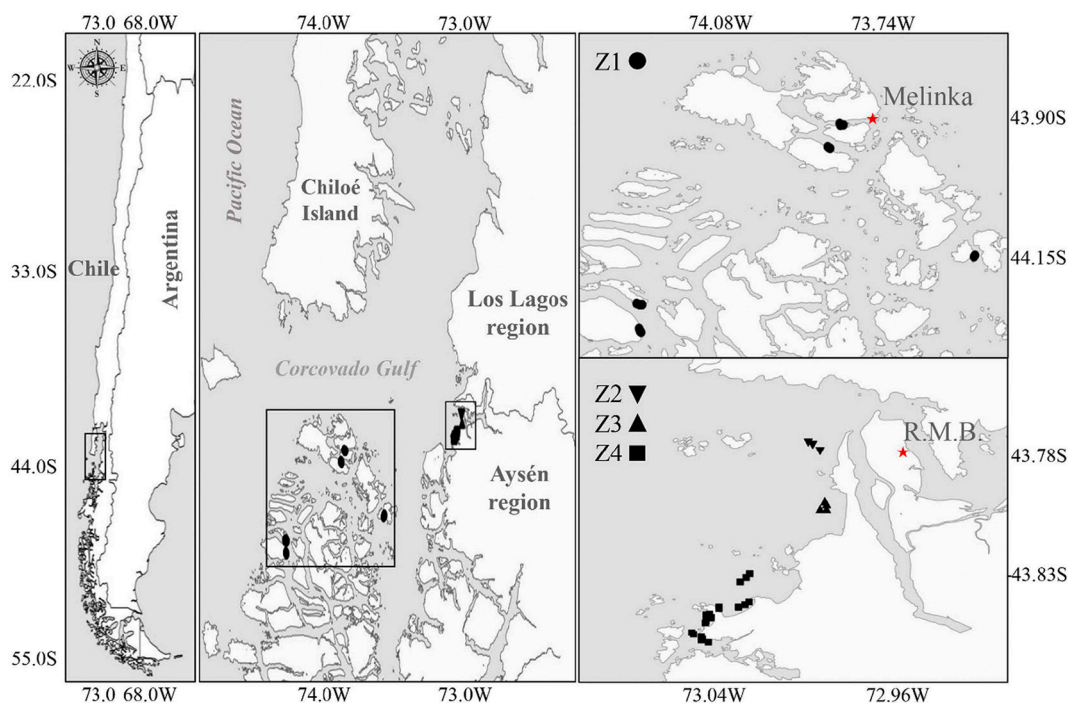 73.0 68.0W
74.0W
73.0W
74.08W
73.74W
N
W
E
S
22.0S
33.0S
44.0S
55.0S
Chile
Argentina
Pacific Ocean
Chiloé
Island
Los Lagos
region
Corcovado Gulf
Aysén
region
Z1
Melinka
43.90S
44.15S
Z2
Z3
Z4
R.M.B.
43.78S
43.83S
73.0 68.0W
74.0W
73.0W
73.04W
72.96W